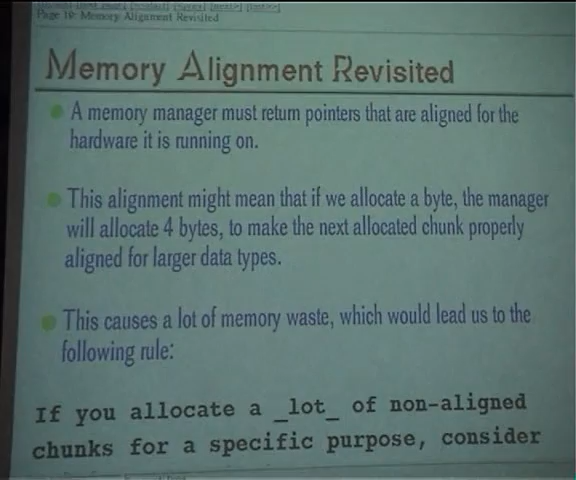 Page 19: Memory Alignment Revisited
Memory Alignment Revisited
A memory manager must return pointers that are aligned for the
hardware it is running on.
This alignment might mean that if we allocate a byte, the manager
will allocate 4 bytes, to make the next allocated chunk properly
aligned for larger data types.
This causes a lot of memory waste, which would lead us to the
following rule:
If you allocate a _lot_ of non-aligned
chunks for a specific purpose, consider